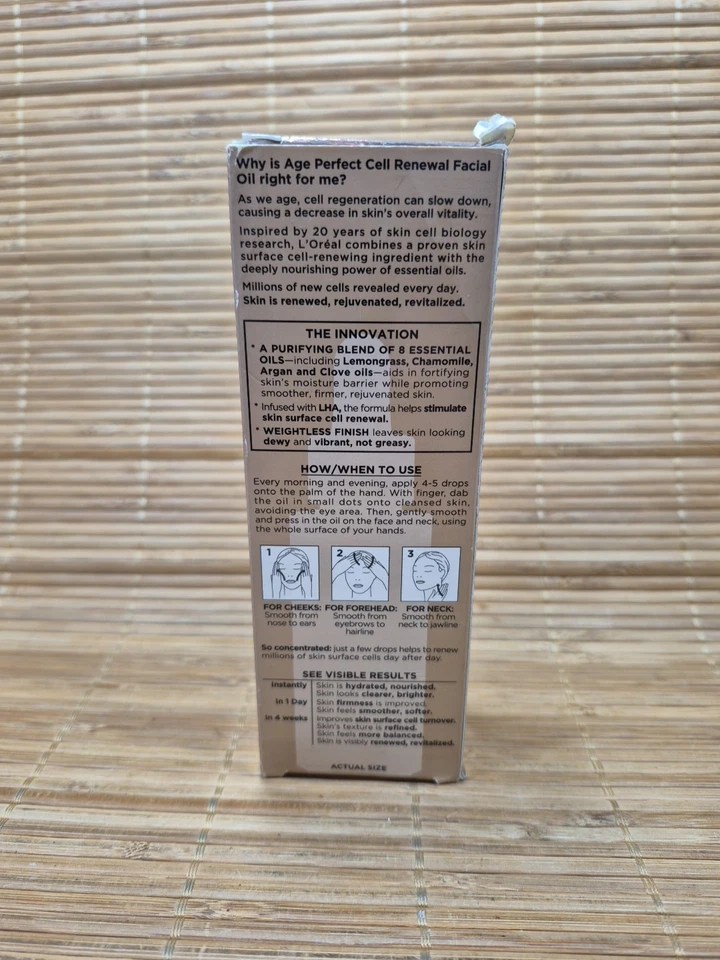 Why is Age Perfect Cell Renewal Facial
Oil right for me?
As we age, cell regeneration can slow down,
causing a decrease in skin's overall vitality.
Inspired by 20 years of skin cell biology
research, L'Oréal combines a proven skin
surface cell-renewing ingredient with the
deeply nourishing power of essential oils.
Millions of new cells revealed every day.
Skin is renewed, rejuvenated, revitalized.
THE INNOVATION
* A PURIFYING BLEND OF 8 ESSENTIAL
OILS—including Lemongrass, Chamomile,
Argan and Clove oils—aids in fortifying
skin's moisture barrier while promoting
smoother, firmer, rejuvenated skin.
* Infused with LHA, the formula helps stimulate
skin surface cell renewal.
* WEIGHTLESS FINISH leaves skin looking
dewy and vibrant, not greasy.
HOW/WHEN TO USE
Every morning and evening, apply 4-5 drops
onto the palm of the hand. With finger, dab
the oil in small dots onto cleansed skin,
avoiding the eye area. Then, gently smooth
and press in the oil on the face and neck, using
the whole surface of your hands.
1 2 3
FOR CHEEKS: FOR FOREHEAD: FOR NECK:
Smooth from Smooth from Smooth from
nose to ears eyebrows to neck to jawline
hairline
So concentrated: just a few drops helps to renew
millions of skin surface cells day after day.
SEE VISIBLE RESULTS
Instantly Skin is hydrated, nourished.
Skin looks clearer, brighter.
In 1 Day Skin firmness is improved.
Skin feels smoother, softer.
In 4 weeks Improves skin surface cell turnover.
Skin's texture is refined.
Skin feels more balanced.
Skin is visibly renewed, revitalized.
ACTUAL SIZE